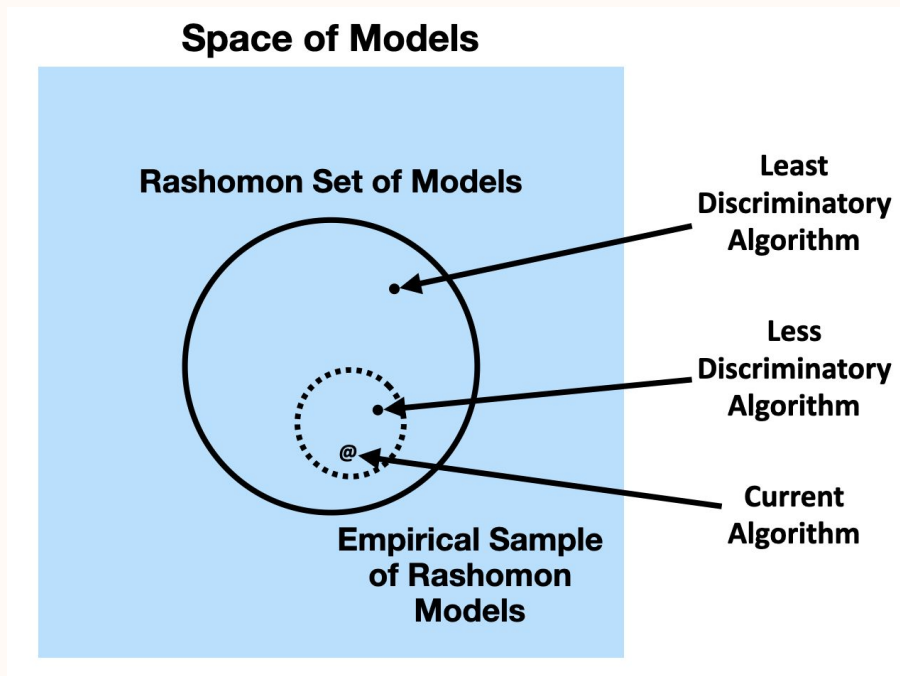 Space of Models
Rashomon Set of Models
Least
Discriminatory
Algorithm
Less
Discriminatory
Algorithm
@
Current
Algorithm
Empirical Sample
of Rashomon
Models